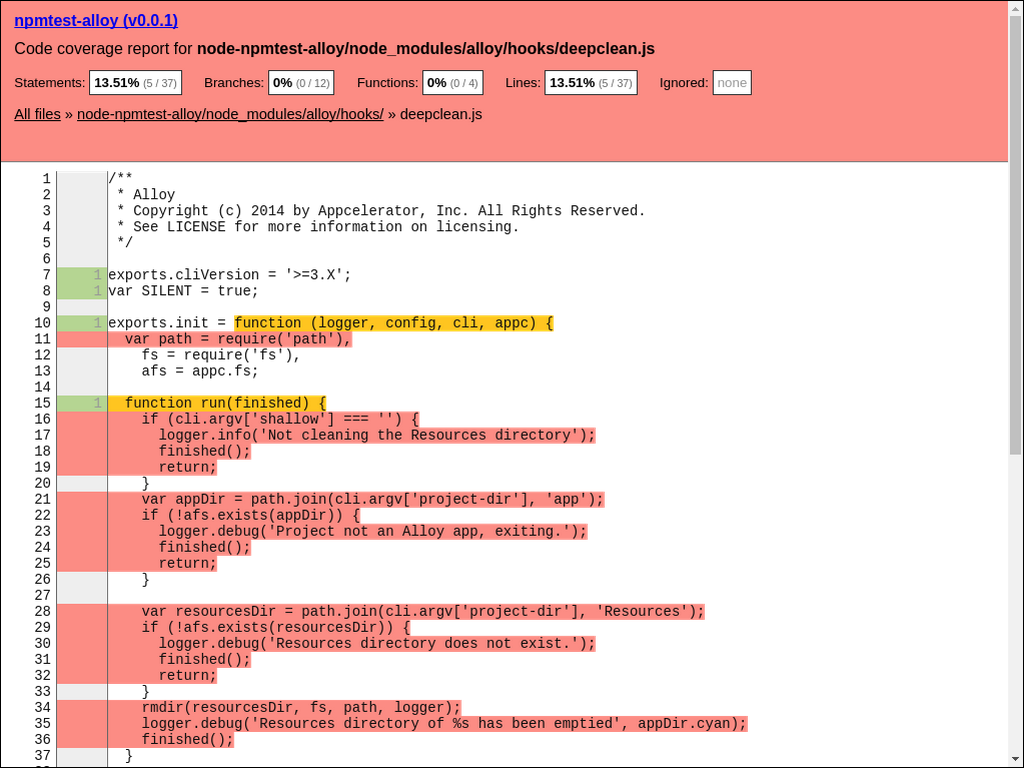 npmtest-alloy (v0.0.1)
Code coverage report for node-npmtest-alloy/node_modules/alloy/hooks/deepclean.js
Statements: 13.51% (5 / 37) Branches: 0% (0 / 12) Functions: 0% (0 / 4) Lines: 13.51% (5 / 37) Ignored: none
All files » node-npmtest-alloy/node_modules/alloy/hooks/ » deepclean.js
1 /**
2  * Alloy
3  * Copyright (c) 2014 by Appcelerator, Inc. All Rights Reserved.
4  * See LICENSE for more information on licensing.
5  */
6
7 1 exports.cliVersion = '>=3.X';
8 1 var SILENT = true;
9
10 1 exports.init = function (logger, config, cli, appc) {
11   var path = require('path'),
12     fs = require('fs'),
13     afs = appc.fs;
14
15 1   function run(finished) {
16     if (cli.argv['shallow'] === '') {
17       logger.info('Not cleaning the Resources directory');
18       finished();
19       return;
20     }
21     var appDir = path.join(cli.argv['project-dir'], 'app');
22     if (!afs.exists(appDir)) {
23       logger.debug('Project not an Alloy app, exiting.');
24       finished();
25       return;
26     }
27
28     var resourcesDir = path.join(cli.argv['project-dir'], 'Resources');
29     if (!afs.exists(resourcesDir)) {
30       logger.debug('Resources directory does not exist.');
31       finished();
32       return;
33     }
34     rmdir(resourcesDir, fs, path, logger);
35     logger.debug('Resources directory of %s has been emptied', appDir.cyan);
36     finished();
37   }